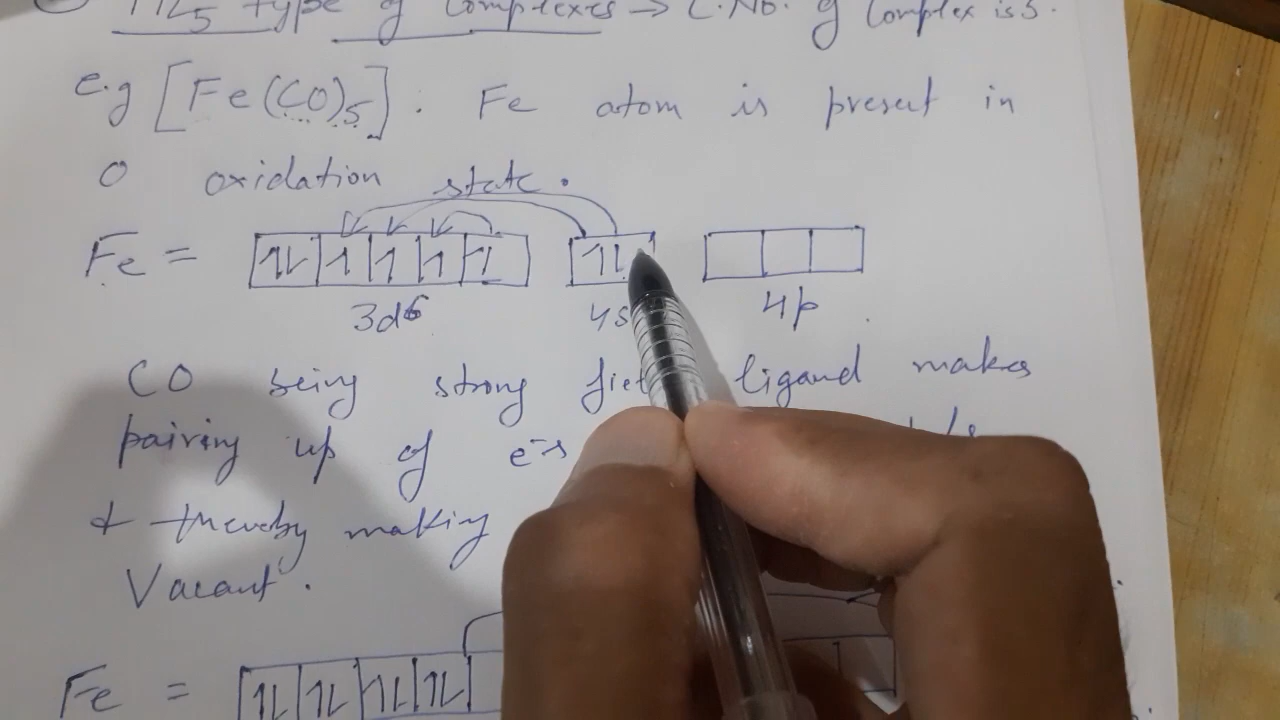 ML5 type of Complexes → C.No. of Complex is 5.
e.g [Fe(CO)5] : Fe atom is present in
0 oxidation state.
Fe = 1L 1 1 1 1 1L
3d6 4s 4p
CO being strong ligand makes
pairing up of e-s
& thereby making
Vacant.
Fe = 1L 1L 1L 1L